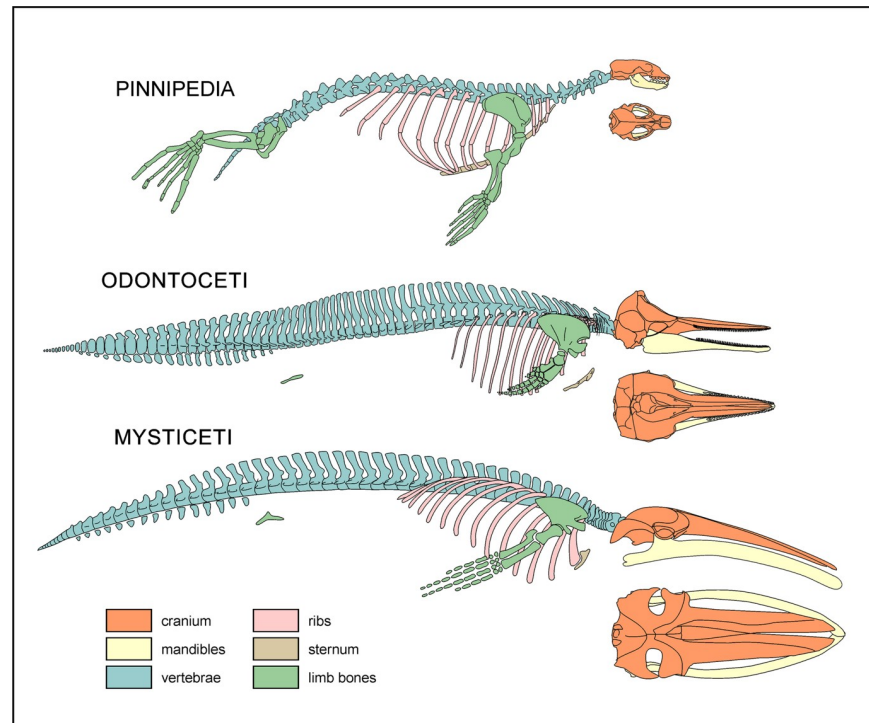 PINNIPEDIA
ODONTOCETI
MYSTICETI
cranium
mandibles
vertebrae
ribs
sternum
limb bones